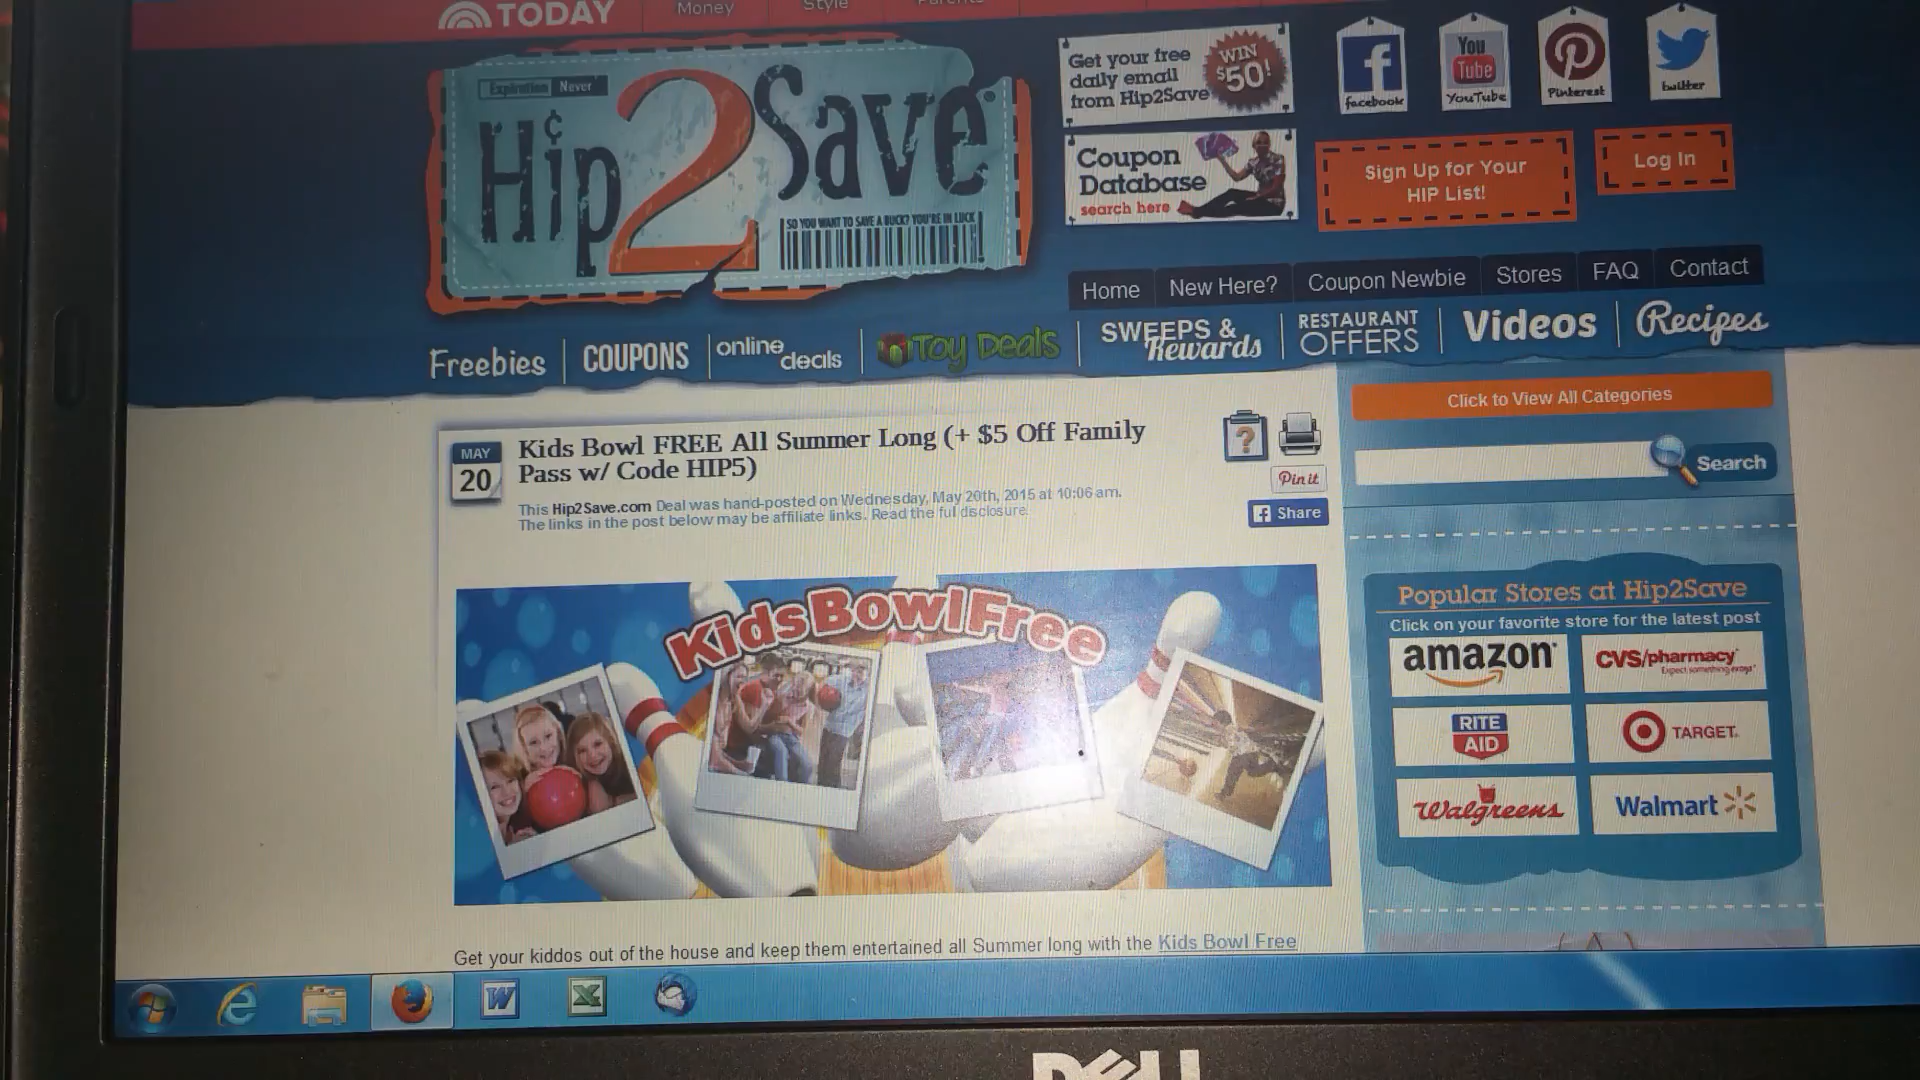 TODAY
Money
Style
Parents
Expiration Never
Hip2Save®
SO YOU WANT TO SAVE A BUCK? YOU'RE IN LUCK!
Get your free
daily email
from Hip2Save
WIN
$50!
facebook
You
Tube
YouTube
Pinterest
twitter
Coupon
Database
search here
Sign Up for Your
HIP List!
Log In
Home
New Here?
Coupon Newbie
Stores
FAQ
Contact
Freebies
COUPONS
online
deals
Toy Deals
SWEEPS &
Rewards
RESTAURANT
OFFERS
Videos
Recipes
MAY
20
Kids Bowl FREE All Summer Long (+ $5 Off Family
Pass w/ Code HIP5)
This Hip2Save.com Deal was hand-posted on Wednesday, May 20th, 2015 at 10:06 am.
The links in the post below may be affiliate links. Read the full disclosure.
Pin it
Share
Click to View All Categories
Search
KidsBowlFree
Popular Stores at Hip2Save
Click on your favorite store for the latest post
amazon
CVS/pharmacy
Expect something extra
RITE
AID
TARGET.
Walgreens
Walmart
Get your kiddos out of the house and keep them entertained all Summer long with the Kids Bowl Free
DELL